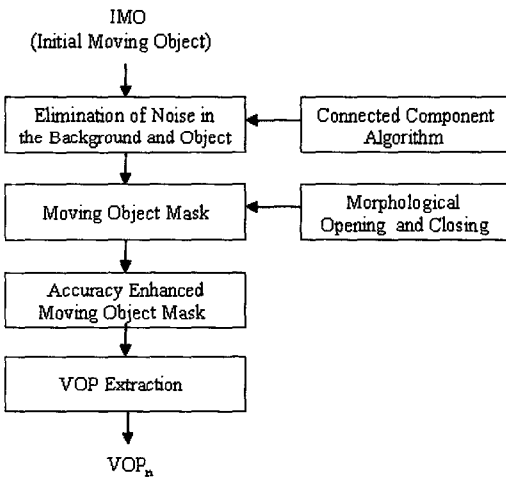 IMO
(Initial Moving Object)
Elimination of Noise in
the Background and Object
Connected Component
Algorithm
Moving Object Mask
Morphological
Opening and Closing
Accuracy Enhanced
Moving Object Mask
VOP Extraction
VOPn